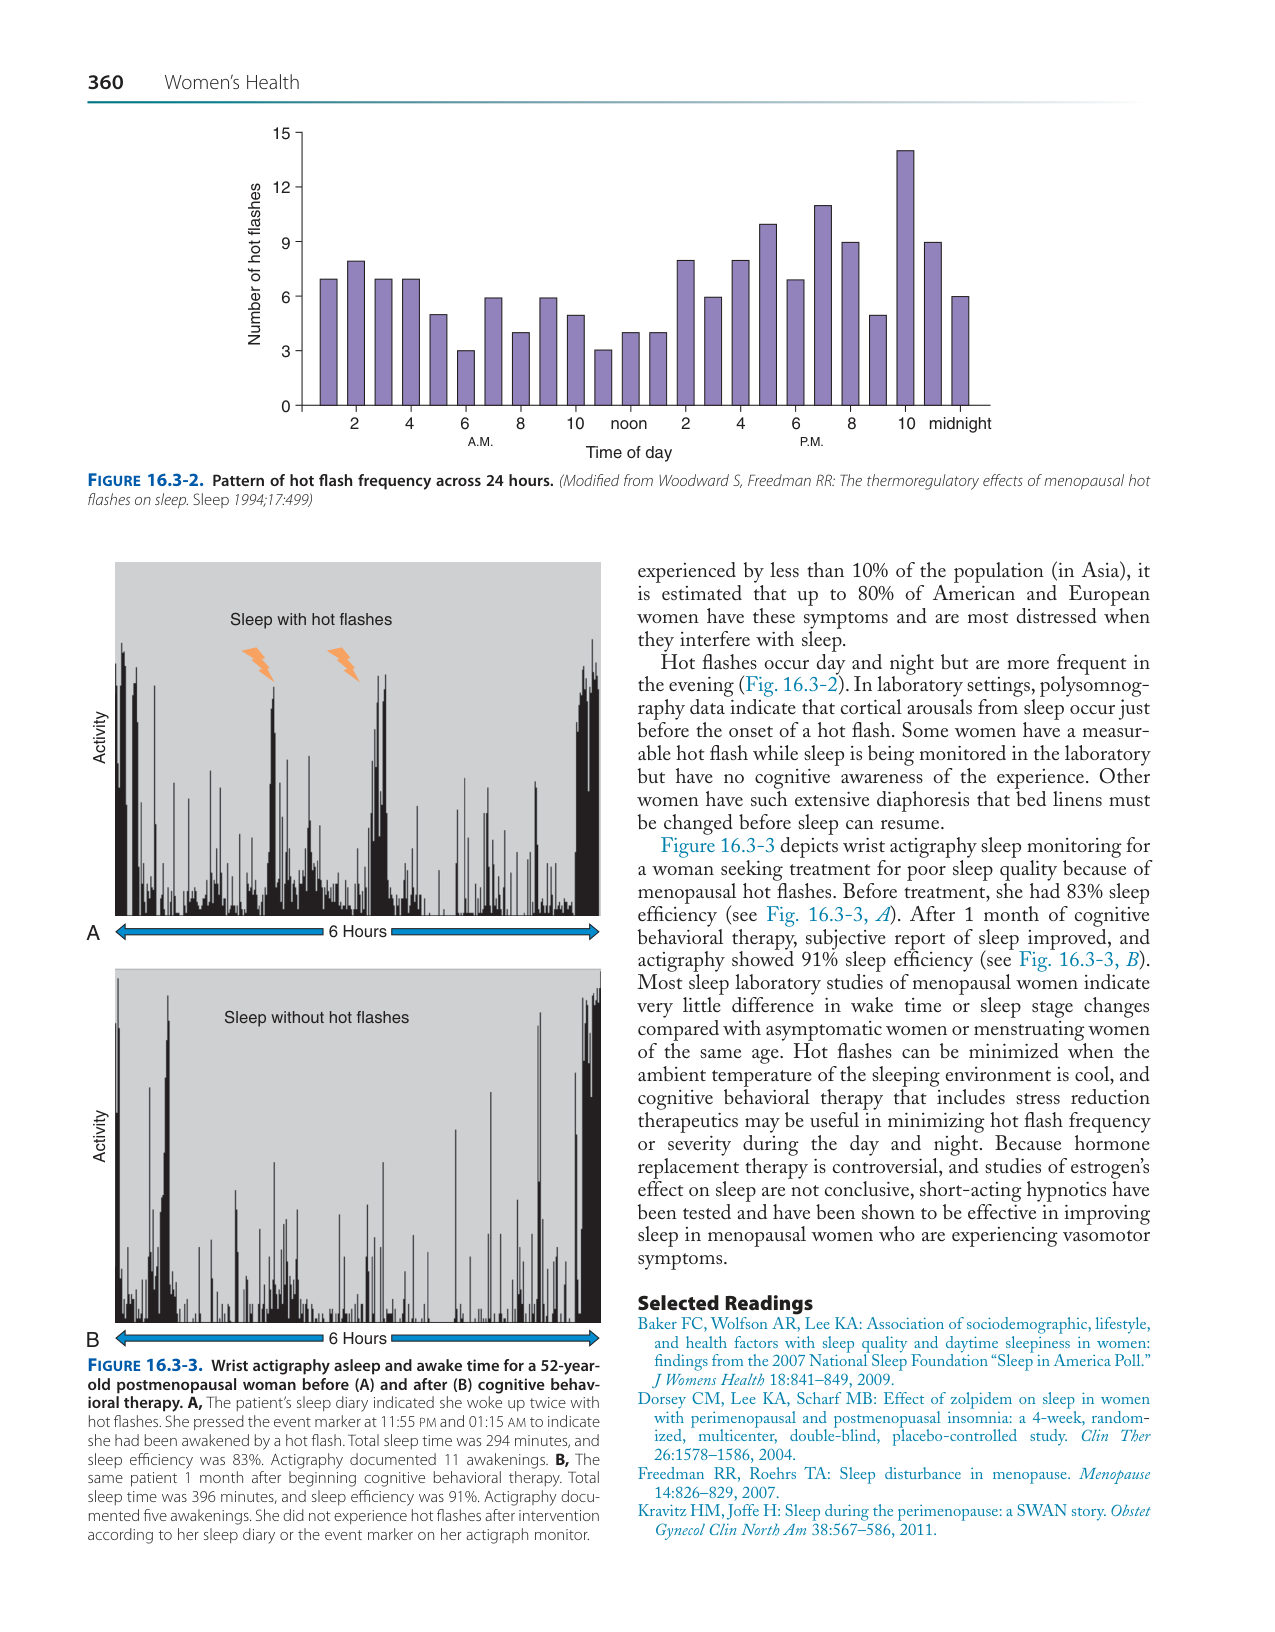 360 Women's Health
15
12
9
6
3
0
Number of hot flashes
2 4 6 8 10 noon 2 4 6 8 10 midnight
A.M. P.M.
Time of day
FIGURE 16.3-2. Pattern of hot flash frequency across 24 hours. (Modified from Woodward S, Freedman RR: The thermoregulatory effects of menopausal hot
flashes on sleep. Sleep 1994;17:499)
Sleep with hot flashes
Activity
A 6 Hours
Sleep without hot flashes
Activity
B 6 Hours
FIGURE 16.3-3. Wrist actigraphy asleep and awake time for a 52-year-
old postmenopausal woman before (A) and after (B) cognitive behav-
ioral therapy. A, The patient's sleep diary indicated she woke up twice with
hot flashes. She pressed the event marker at 11:55 PM and 01:15 AM to indicate
she had been awakened by a hot flash. Total sleep time was 294 minutes, and
sleep efficiency was 83%. Actigraphy documented 11 awakenings. B, The
same patient 1 month after beginning cognitive behavioral therapy. Total
sleep time was 396 minutes, and sleep efficiency was 91%. Actigraphy docu-
mented five awakenings. She did not experience hot flashes after intervention
according to her sleep diary or the event marker on her actigraph monitor.
experienced by less than 10% of the population (in Asia), it
is estimated that up to 80% of American and European
women have these symptoms and are most distressed when
they interfere with sleep.
Hot flashes occur day and night but are more frequent in
the evening (Fig. 16.3-2). In laboratory settings, polysomnog-
raphy data indicate that cortical arousals from sleep occur just
before the onset of a hot flash. Some women have a measur-
able hot flash while sleep is being monitored in the laboratory
but have no cognitive awareness of the experience. Other
women have such extensive diaphoresis that bed linens must
be changed before sleep can resume.
Figure 16.3-3 depicts wrist actigraphy sleep monitoring for
a woman seeking treatment for poor sleep quality because of
menopausal hot flashes. Before treatment, she had 83% sleep
efficiency (see Fig. 16.3-3, A). After 1 month of cognitive
behavioral therapy, subjective report of sleep improved, and
actigraphy showed 91% sleep efficiency (see Fig. 16.3-3, B).
Most sleep laboratory studies of menopausal women indicate
very little difference in wake time or sleep stage changes
compared with asymptomatic women or menstruating women
of the same age. Hot flashes can be minimized when the
ambient temperature of the sleeping environment is cool, and
cognitive behavioral therapy that includes stress reduction
therapeutics may be useful in minimizing hot flash frequency
or severity during the day and night. Because hormone
replacement therapy is controversial, and studies of estrogen's
effect on sleep are not conclusive, short-acting hypnotics have
been tested and have been shown to be effective in improving
sleep in menopausal women who are experiencing vasomotor
symptoms.
Selected Readings
Baker FC, Wolfson AR, Lee KA: Association of sociodemographic, lifestyle,
and health factors with sleep quality and daytime sleepiness in women:
findings from the 2007 National Sleep Foundation “Sleep in America Poll.”
J Womens Health 18:841–849, 2009.
Dorsey CM, Lee KA, Scharf MB: Effect of zolpidem on sleep in women
with perimenopausal and postmenopuasal insomnia: a 4-week, random-
ized, multicenter, double-blind, placebo-controlled study. Clin Ther
26:1578–1586, 2004.
Freedman RR, Roehrs TA: Sleep disturbance in menopause. Menopause
14:826–829, 2007.
Kravitz HM, Joffe H: Sleep during the perimenopause: a SWAN story. Obstet
Gynecol Clin North Am 38:567–586, 2011.